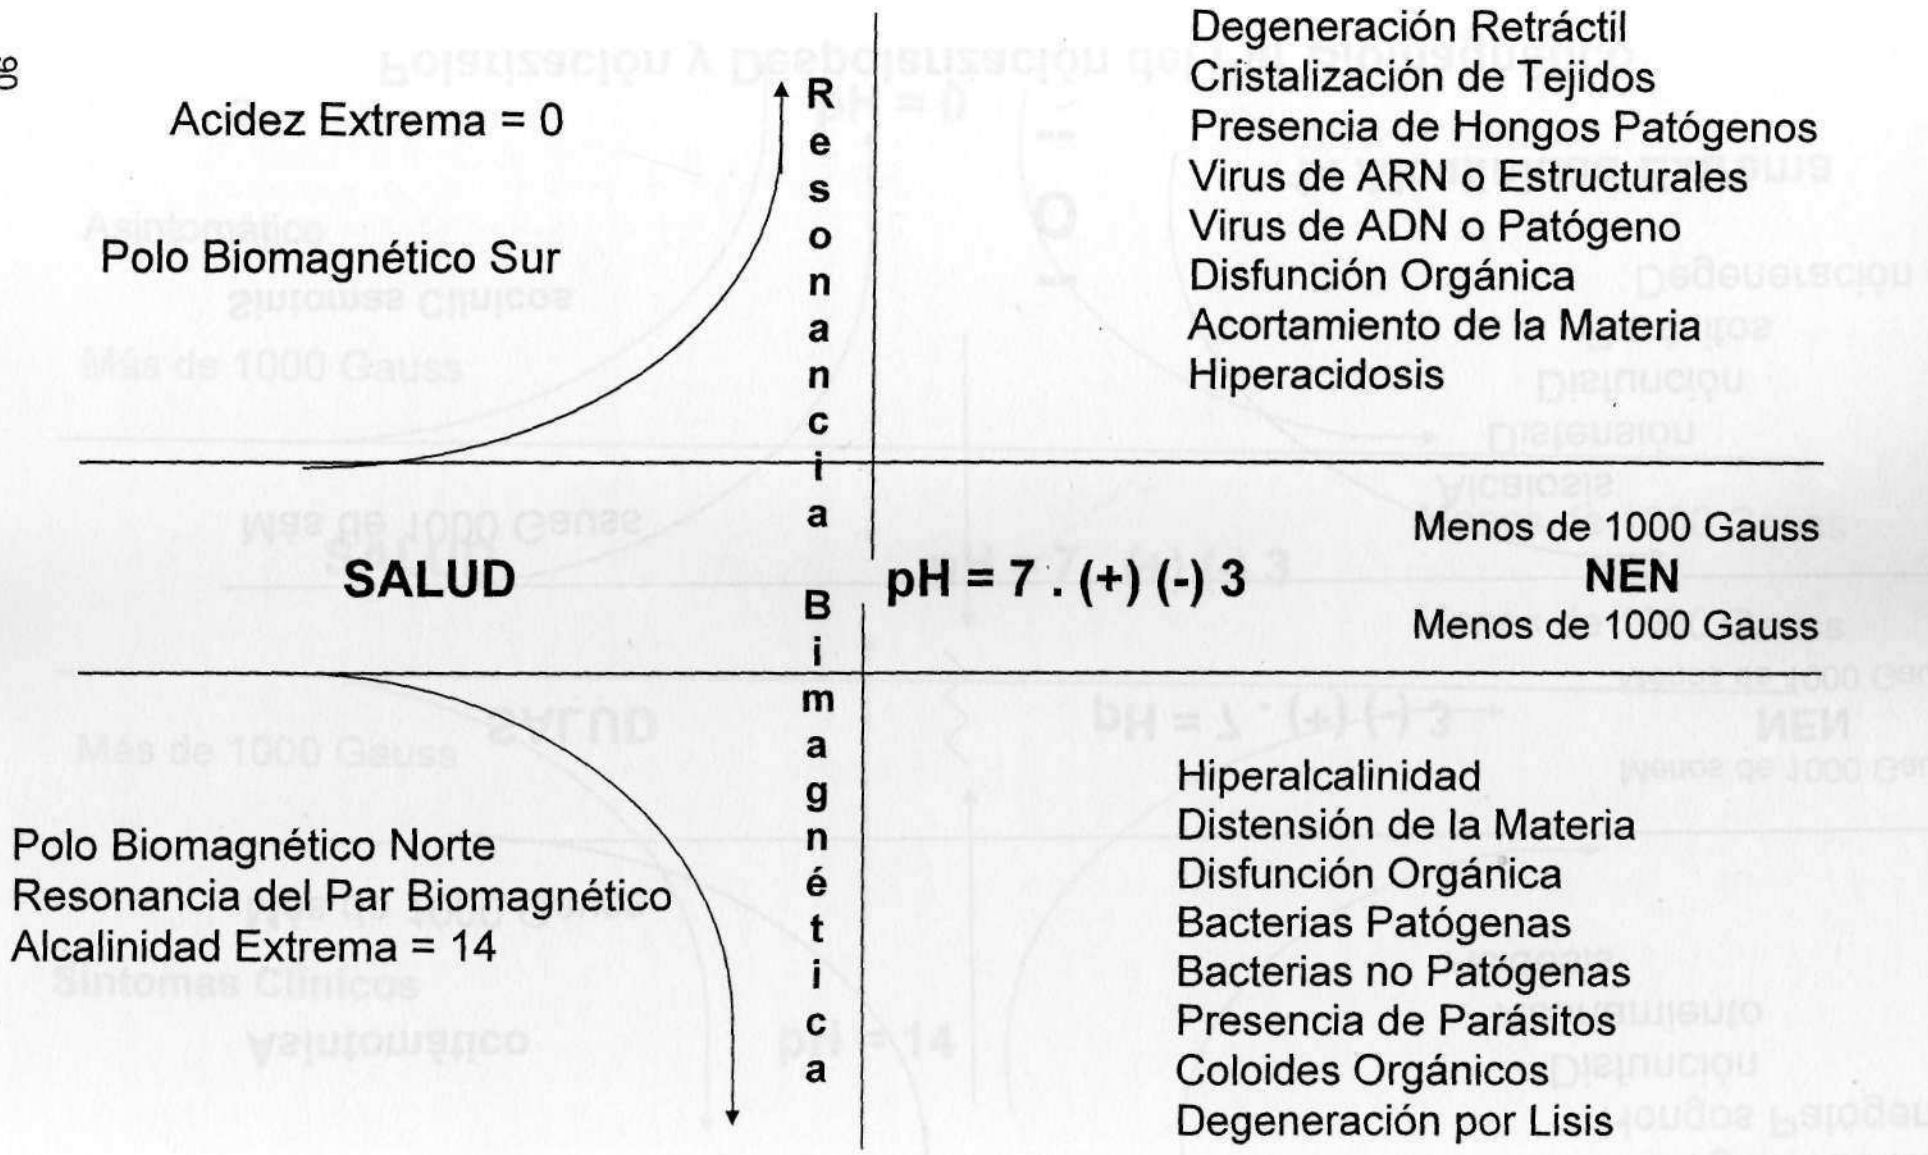 90
Acidez Extrema = 0
Polo Biomagnético Sur
Resonancia
Bimagnética
Degeneración Retráctil
Cristalización de Tejidos
Presencia de Hongos Patógenos
Virus de ARN o Estructurales
Virus de ADN o Patógeno
Disfunción Orgánica
Acortamiento de la Materia
Hiperacidosis
Menos de 1000 Gauss
SALUD
pH = 7 . (+) (-) 3
NEN
Menos de 1000 Gauss
Polo Biomagnético Norte
Resonancia del Par Biomagnético
Alcalinidad Extrema = 14
Hiperalcalinidad
Distensión de la Materia
Disfunción Orgánica
Bacterias Patógenas
Bacterias no Patógenas
Presencia de Parásitos
Coloides Orgánicos
Degeneración por Lisis